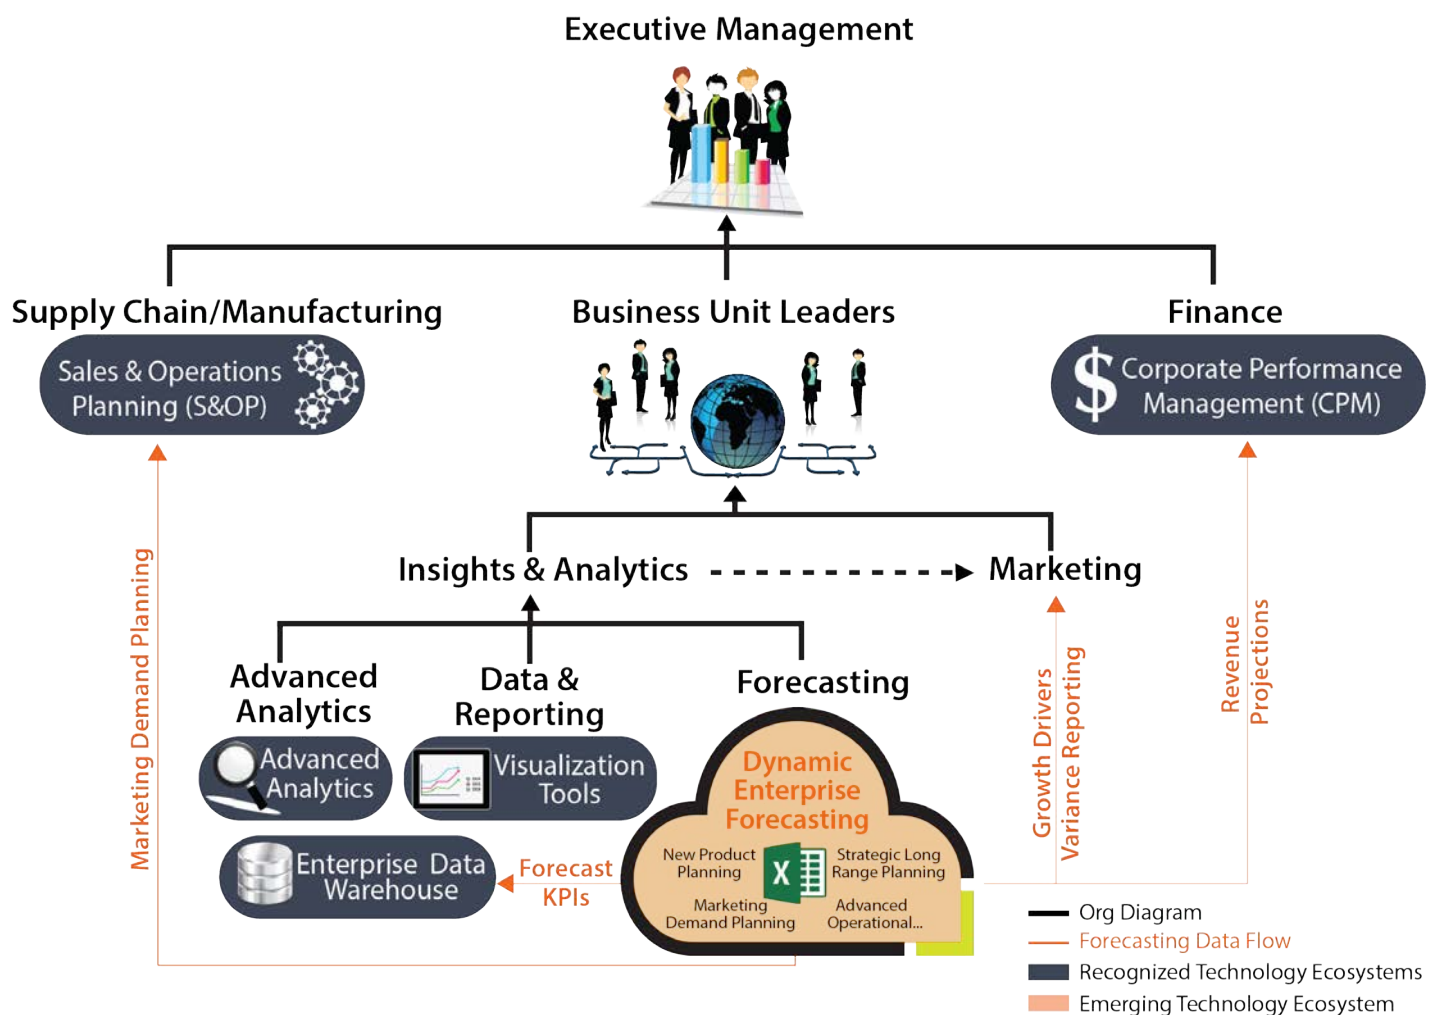 Executive Management
Supply Chain/Manufacturing
Sales & Operations
Planning (S&OP)
Business Unit Leaders
Finance
$ Corporate Performance
Management (CPM)
Marketing Demand Planning
Insights & Analytics
Marketing
Growth Drivers
Variance Reporting
Revenue
Projections
Advanced
Analytics
Advanced
Analytics
Data &
Reporting
Visualization
Tools
Enterprise Data
Warehouse
Forecast
KPIs
Forecasting
Dynamic
Enterprise
Forecasting
New Product
Planning
X
Strategic Long
Range Planning
Marketing
Demand Planning
Advanced
Operational...
Org Diagram
Forecasting Data Flow
Recognized Technology Ecosystems
Emerging Technology Ecosystem